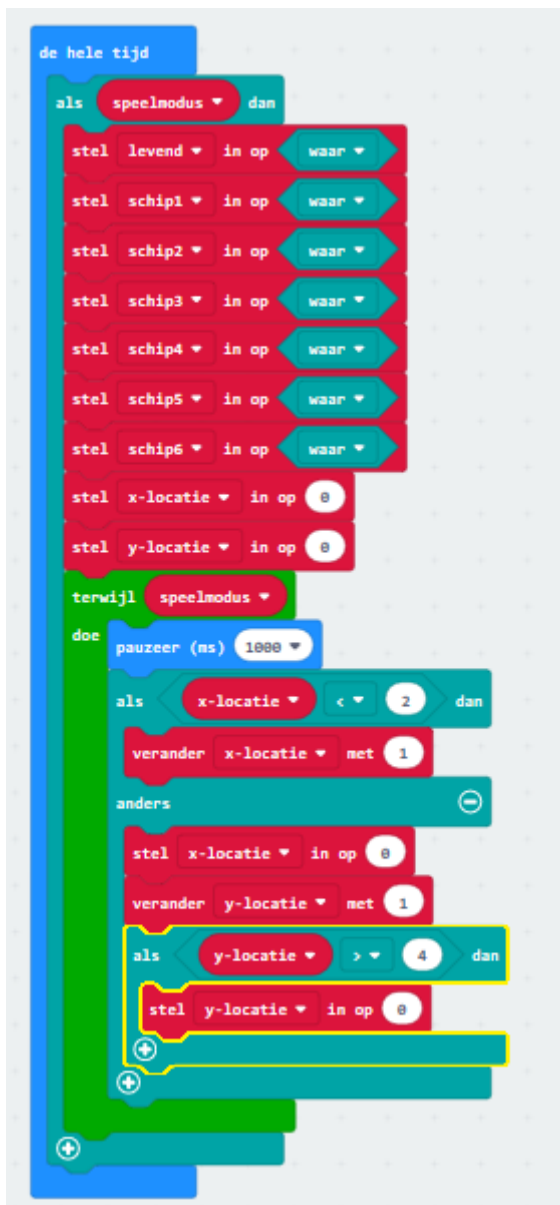 de hele tijd
als speelmodus dan
stel levend in op waar
stel schip1 in op waar
stel schip2 in op waar
stel schip3 in op waar
stel schip4 in op waar
stel schip5 in op waar
stel schip6 in op waar
stel x-locatie in op 0
stel y-locatie in op 0
terwijl speelmodus
doe
pauzeer (ms) 1000
als x-locatie < 2 dan
verander x-locatie met 1
anders
stel x-locatie in op 0
verander y-locatie met 1
als y-locatie > 4 dan
stel y-locatie in op 0